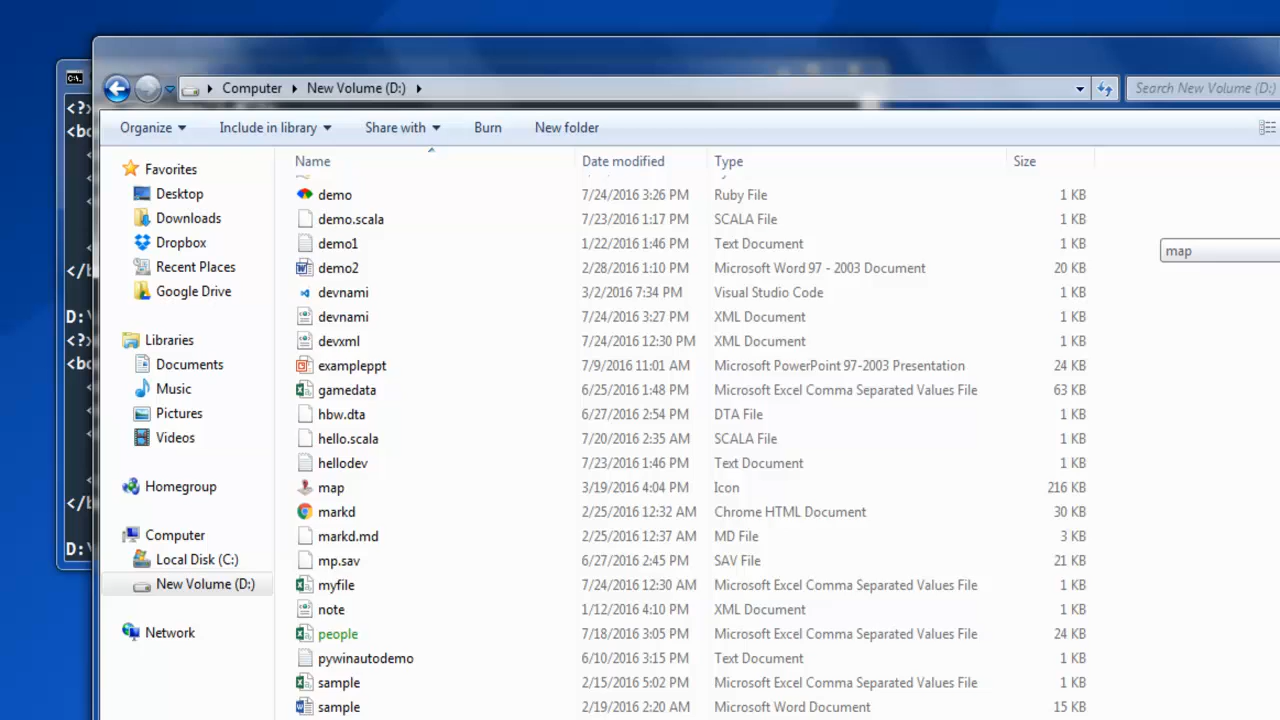 Computer New Volume (D:) Search New Volume (D:)
Organize Include in library Share with Burn New folder
Name Date modified Type Size
Favorites
Desktop
Downloads
Dropbox
Recent Places
Google Drive
Libraries
Documents
Music
Pictures
Videos
Homegroup
Computer
Local Disk (C:)
New Volume (D:)
Network
demo 7/24/2016 3:26 PM Ruby File 1 KB
demo.scala 7/23/2016 1:17 PM SCALA File 1 KB
demo1 1/22/2016 1:46 PM Text Document 1 KB
demo2 2/28/2016 1:10 PM Microsoft Word 97 - 2003 Document 20 KB
devnami 3/2/2016 7:34 PM Visual Studio Code 1 KB
devnami 7/24/2016 3:27 PM XML Document 1 KB
devxml 7/24/2016 12:30 PM XML Document 1 KB
exampleppt 7/9/2016 11:01 AM Microsoft PowerPoint 97-2003 Presentation 24 KB
gamedata 6/25/2016 1:48 PM Microsoft Excel Comma Separated Values File 63 KB
hbw.dta 6/27/2016 2:54 PM DTA File 1 KB
hello.scala 7/20/2016 2:35 AM SCALA File 1 KB
hellodev 7/23/2016 1:46 PM Text Document 1 KB
map 3/19/2016 4:04 PM Icon 216 KB
markd 2/25/2016 12:32 AM Chrome HTML Document 30 KB
markd.md 2/25/2016 12:37 AM MD File 3 KB
mp.sav 6/27/2016 2:45 PM SAV File 21 KB
myfile 7/24/2016 12:30 AM Microsoft Excel Comma Separated Values File 1 KB
note 1/12/2016 4:10 PM XML Document 1 KB
people 7/18/2016 3:05 PM Microsoft Excel Comma Separated Values File 24 KB
pywinautodemo 6/10/2016 3:15 PM Text Document 1 KB
sample 2/15/2016 5:02 PM Microsoft Excel Comma Separated Values File 1 KB
sample 2/19/2016 2:20 AM Microsoft Word Document 15 KB
map